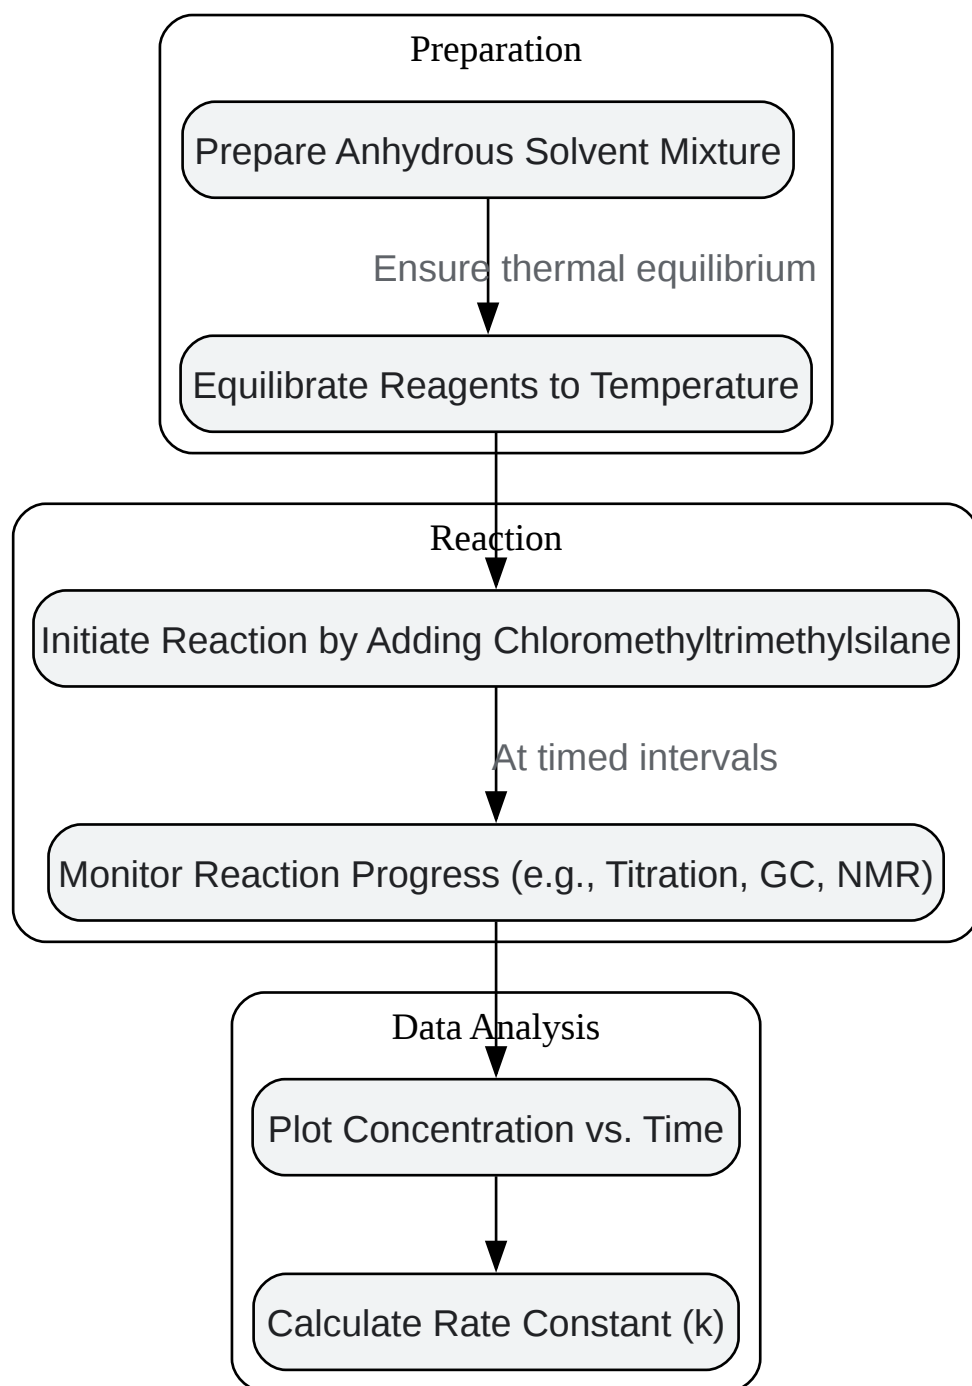 Preparation
Prepare Anhydrous Solvent Mixture
Ensure thermal equilibrium
Equilibrate Reagents to Temperature
Reaction
Initiate Reaction by Adding Chloromethyltrimethylsilane
At timed intervals
Monitor Reaction Progress (e.g., Titration, GC, NMR)
Data Analysis
Plot Concentration vs. Time
Calculate Rate Constant (k)